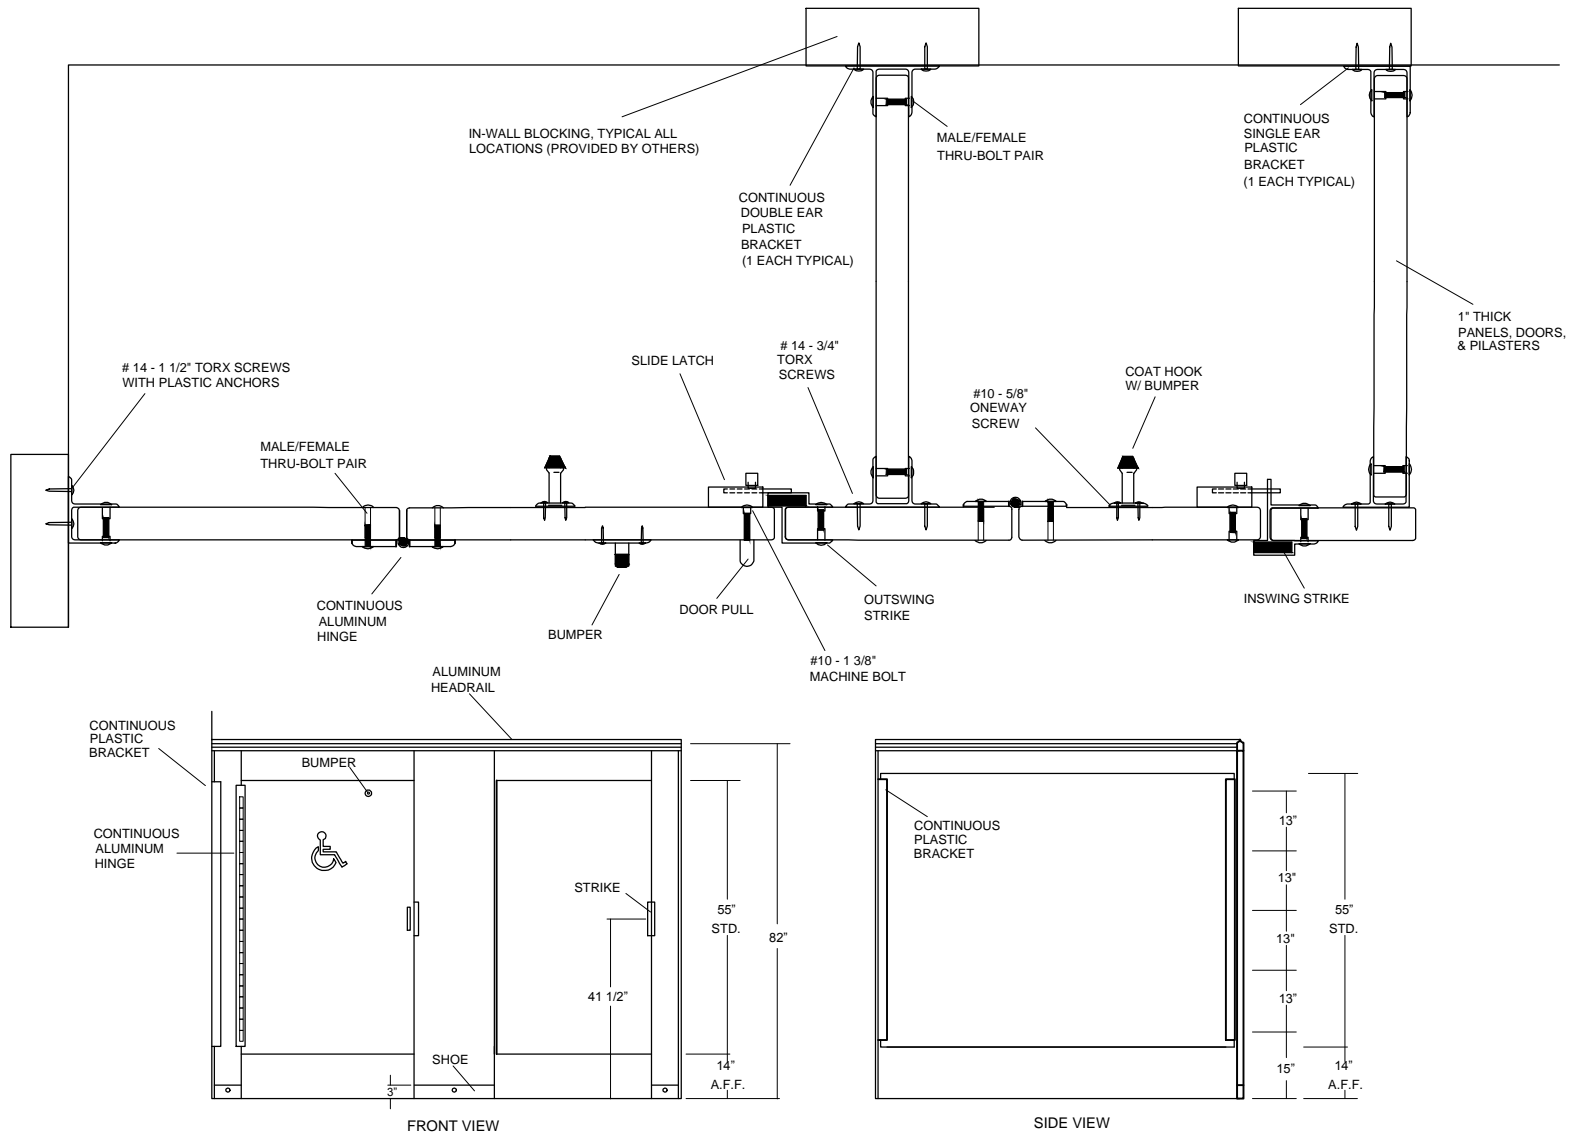 IN-WALL BLOCKING, TYPICAL ALL
LOCATIONS (PROVIDED BY OTHERS)
MALE/FEMALE
THRU-BOLT PAIR
CONTINUOUS
SINGLE EAR
PLASTIC
BRACKET
(1 EACH TYPICAL)
CONTINUOUS
DOUBLE EAR
PLASTIC
BRACKET
(1 EACH TYPICAL)
1" THICK
PANELS, DOORS,
& PILASTERS
# 14 - 1 1/2" TORX SCREWS
WITH PLASTIC ANCHORS
SLIDE LATCH
# 14 - 3/4"
TORX
SCREWS
COAT HOOK
W/ BUMPER
#10 - 5/8"
ONEWAY
SCREW
MALE/FEMALE
THRU-BOLT PAIR
CONTINUOUS
ALUMINUM
HINGE
BUMPER
DOOR PULL
OUTSWING
STRIKE
INSWING STRIKE
#10 - 1 3/8"
MACHINE BOLT
ALUMINUM
HEADRAIL
CONTINUOUS
PLASTIC
BRACKET
BUMPER
CONTINUOUS
ALUMINUM
HINGE
STRIKE
55"
STD.
82"
41 1/2"
SHOE
3"
14"
A.F.F.
FRONT VIEW
CONTINUOUS
PLASTIC
BRACKET
13"
13"
13"
13"
15"
55"
STD.
14"
A.F.F.
SIDE VIEW